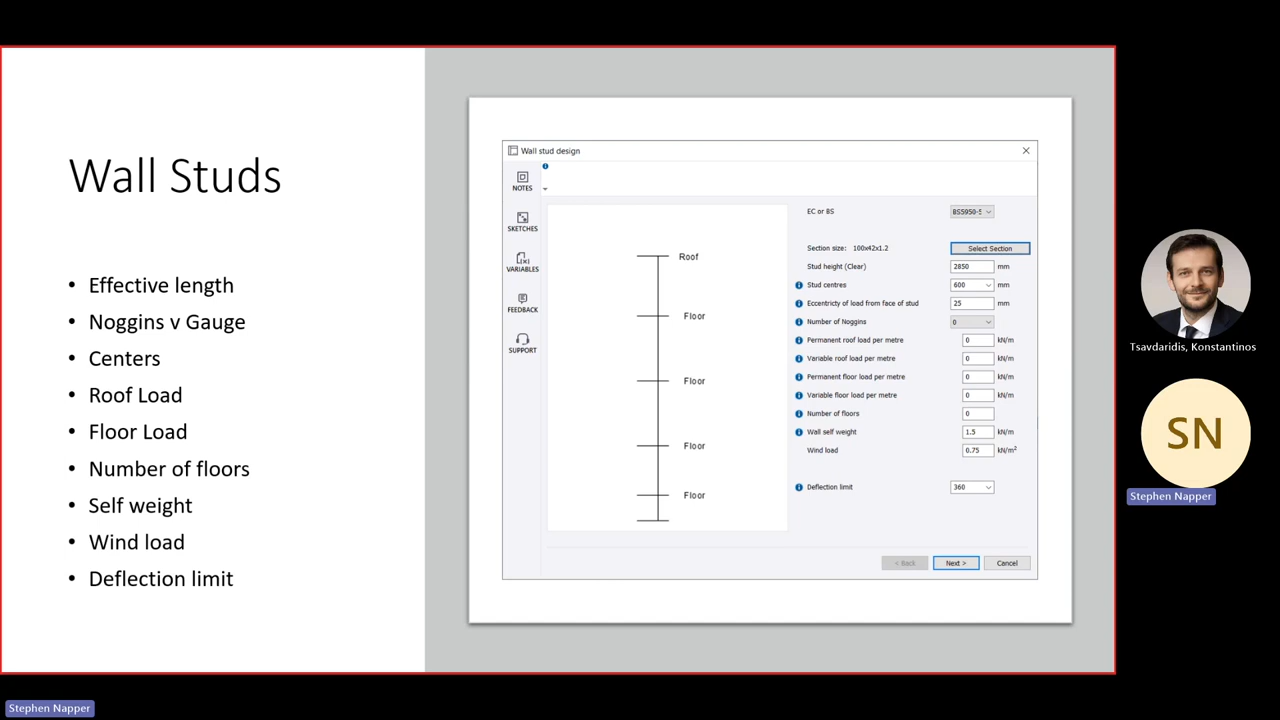 Wall Studs
• Effective length
• Noggins v Gauge
• Centers
• Roof Load
• Floor Load
• Number of floors
• Self weight
• Wind load
• Deflection limit
Wall stud design
NOTES
SKETCHES
VARIABLES
FEEDBACK
SUPPORT
Roof
Floor
Floor
Floor
Floor
EC or BS BS5950-5
Section size: 100x42x1.2 Select Section
Stud height (Clear) 2850 mm
Stud centres 600 mm
Eccentricty of load from face of stud 25 mm
Number of Noggins 0
Permanent roof load per metre 0 kN/m
Variable roof load per metre 0 kN/m
Permanent floor load per metre 0 kN/m
Variable floor load per metre 0 kN/m
Number of floors 0
Wall self weight 1.5 kN/m
Wind load 0.75 kN/m²
Deflection limit 360
< Back Next > Cancel
Tsavdaridis, Konstantinos
SN
Stephen Napper
Stephen Napper